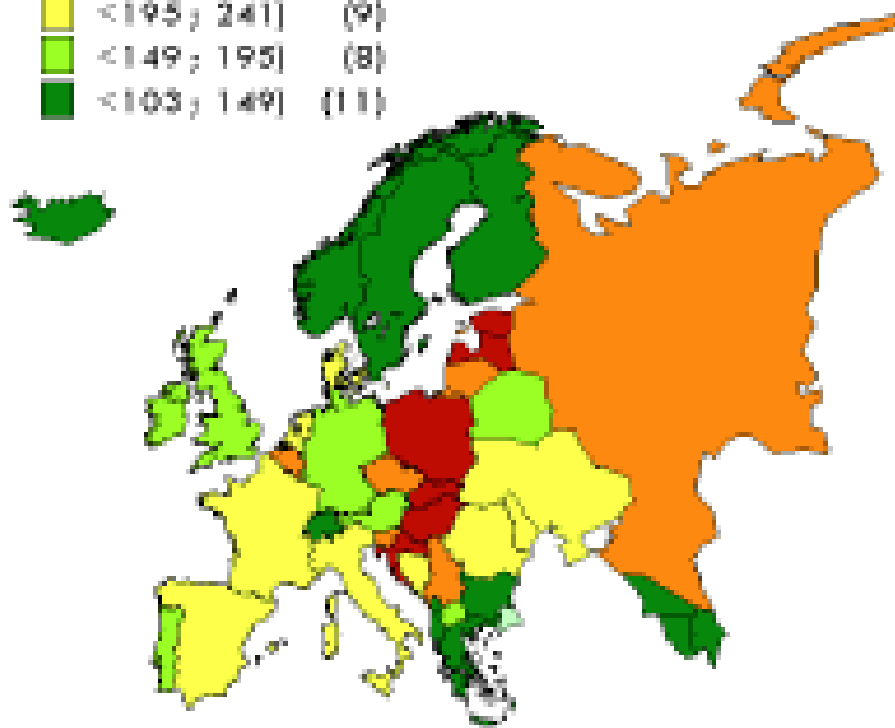 <195 ; 241] (9)
<149 ; 195] (8)
<103 ; 149] (11)